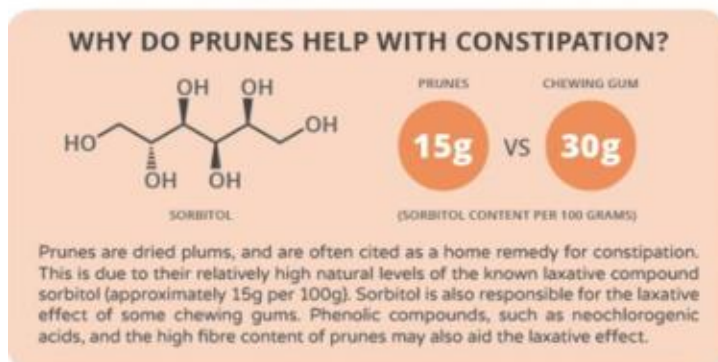 WHY DO PRUNES HELP WITH CONSTIPATION?
OH OH
HO OH
OH OH
SORBITOL
PRUNES CHEWING GUM
15g VS 30g
(SORBITOL CONTENT PER 100 GRAMS)
Prunes are dried plums, and are often cited as a home remedy for constipation.
This is due to their relatively high natural levels of the known laxative compound
sorbitol (approximately 15g per 100g). Sorbitol is also responsible for the laxative
effect of some chewing gums. Phenolic compounds, such as neochlorogenic
acids, and the high fibre content of prunes may also aid the laxative effect.